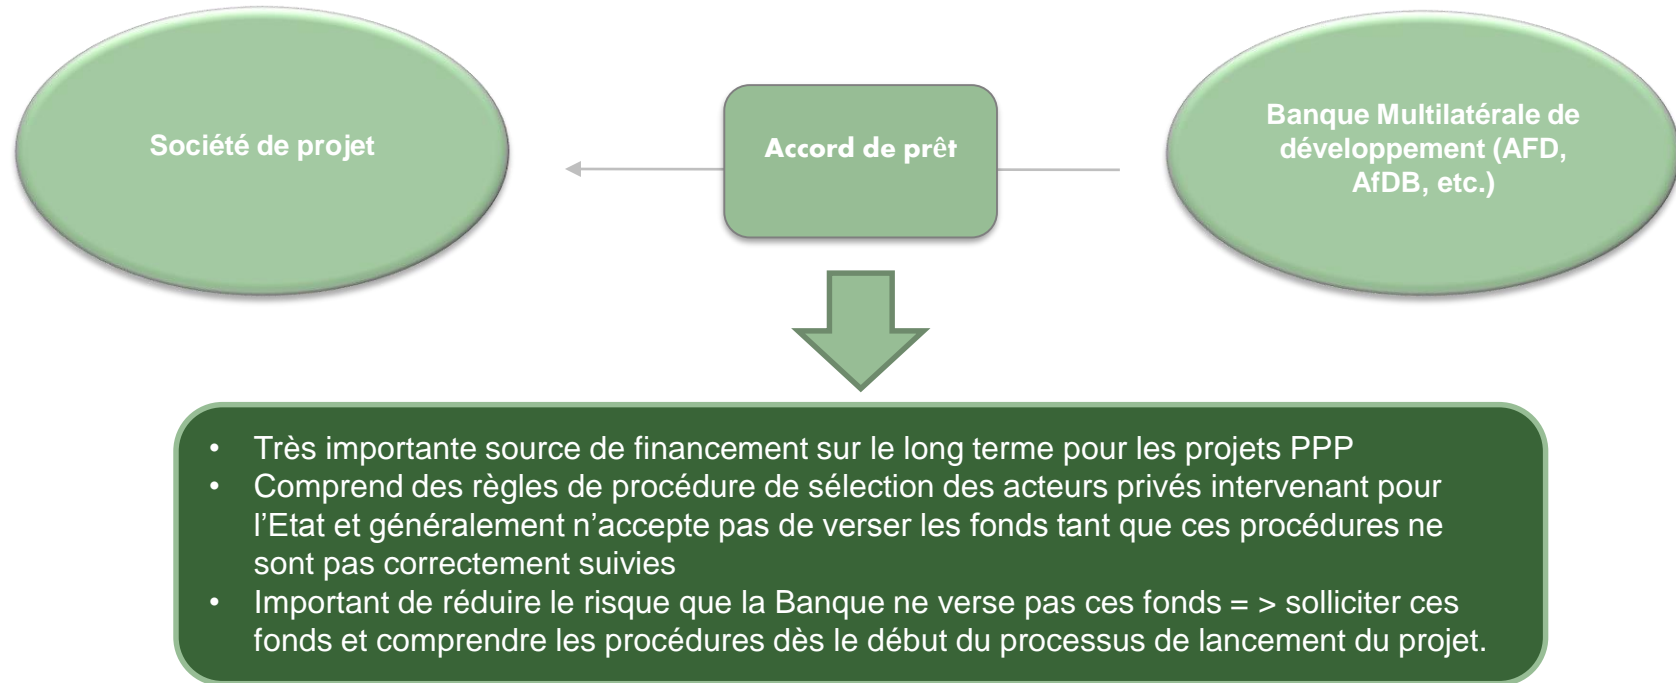 Société de projet
Accord de prêt
Banque Multilatérale de
développement (AFD,
AfDB, etc.)
• Très importante source de financement sur le long terme pour les projets PPP
• Comprend des règles de procédure de sélection des acteurs privés intervenant pour
l’Etat et généralement n’accepte pas de verser les fonds tant que ces procédures ne
sont pas correctement suivies
• Important de réduire le risque que la Banque ne verse pas ces fonds = > solliciter ces
fonds et comprendre les procédures dès le début du processus de lancement du projet.